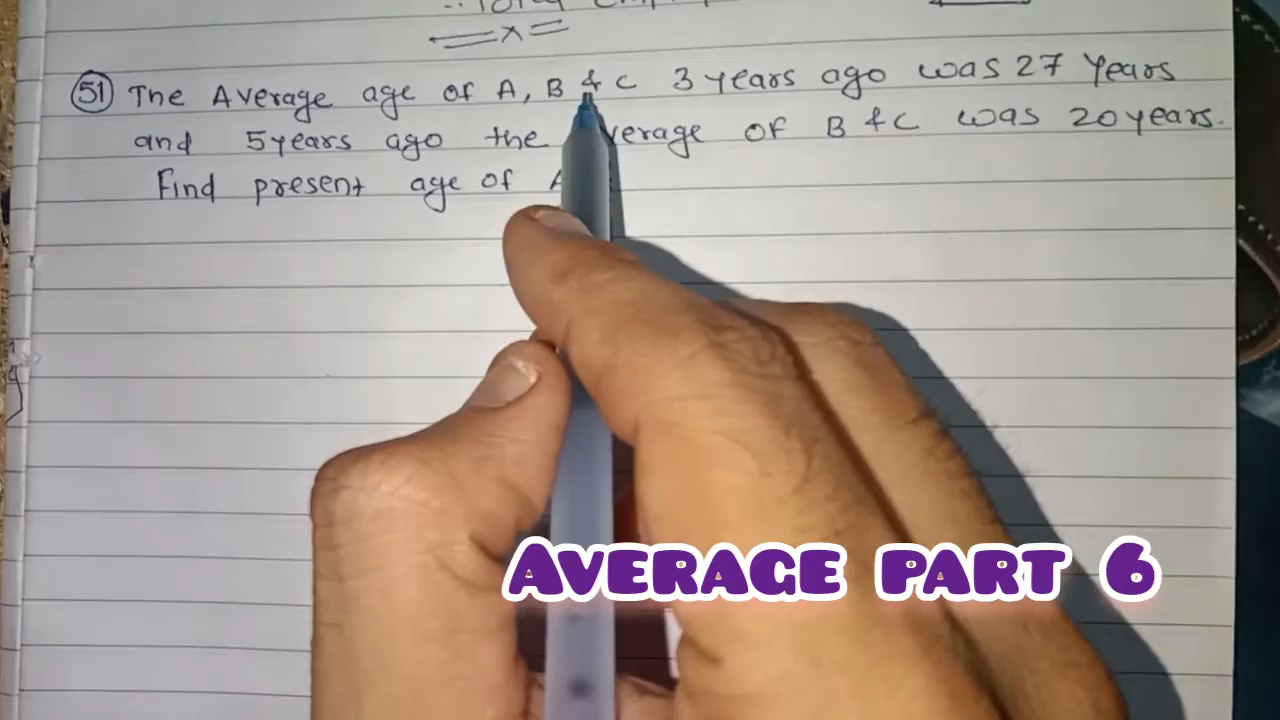 =x=
51 The Average age of A, B & C 3 years ago was 27 Years
and 5 years ago the verage of B & C was 20 years.
Find present age of A
AVERAGE PART 6